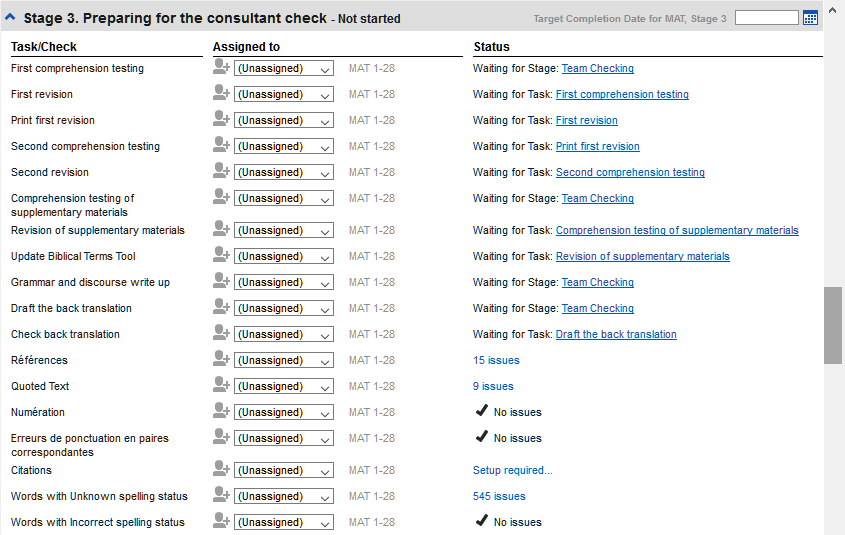 Stage 3. Preparing for the consultant check - Not started Target Completion Date for MAT, Stage 3
Task/Check Assigned to Status
First comprehension testing (Unassigned) MAT 1-28 Waiting for Stage: Team Checking
First revision (Unassigned) MAT 1-28 Waiting for Task: First comprehension testing
Print first revision (Unassigned) MAT 1-28 Waiting for Task: First revision
Second comprehension testing (Unassigned) MAT 1-28 Waiting for Task: Print first revision
Second revision (Unassigned) MAT 1-28 Waiting for Task: Second comprehension testing
Comprehension testing of (Unassigned) MAT 1-28 Waiting for Stage: Team Checking
supplementary materials
Revision of supplementary materials (Unassigned) MAT 1-28 Waiting for Task: Comprehension testing of supplementary materials
Update Biblical Terms Tool (Unassigned) MAT 1-28 Waiting for Task: Revision of supplementary materials
Grammar and discourse write up (Unassigned) MAT 1-28 Waiting for Stage: Team Checking
Draft the back translation (Unassigned) MAT 1-28 Waiting for Stage: Team Checking
Check back translation (Unassigned) MAT 1-28 Waiting for Task: Draft the back translation
Références (Unassigned) MAT 1-28 15 issues
Quoted Text (Unassigned) MAT 1-28 9 issues
Numération (Unassigned) MAT 1-28 No issues
Erreurs de ponctuation en paires (Unassigned) MAT 1-28 No issues
correspondantes
Citations (Unassigned) MAT 1-28 Setup required...
Words with Unknown spelling status (Unassigned) MAT 1-28 545 issues
Words with Incorrect spelling status (Unassigned) MAT 1-28 No issues